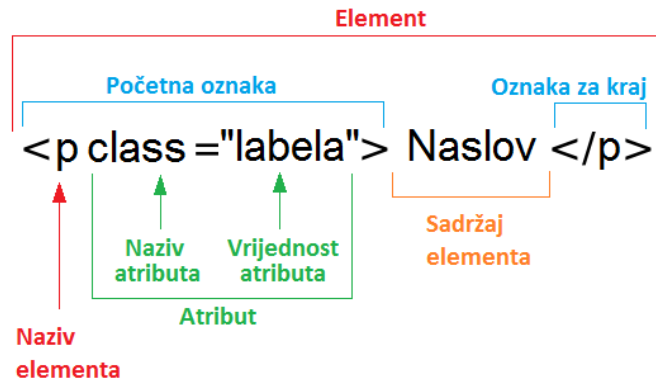 Element
Početna oznaka
Oznaka za kraj
<p class ="labela"> Naslov </p>
Naziv
atributa
Vrijednost
atributa
Sadržaj
elementa
Atribut
Naziv
elementa